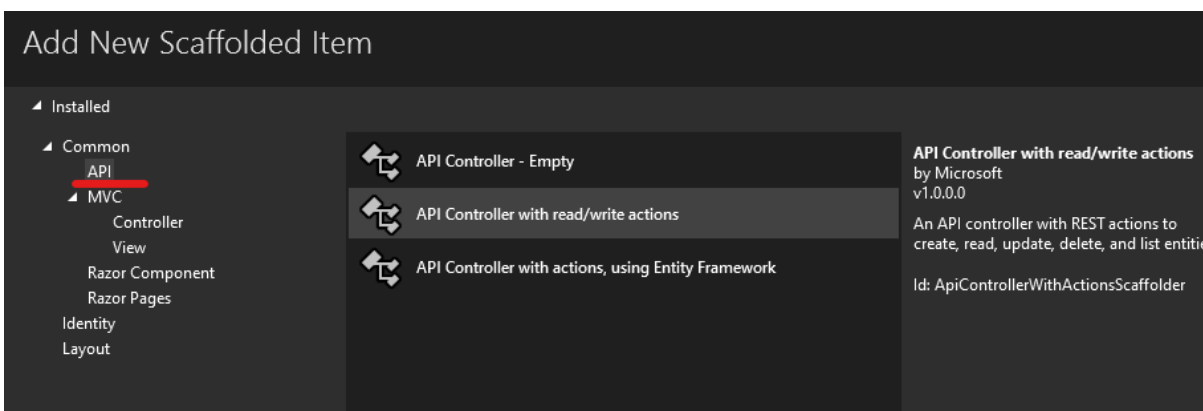 Add New Scaffolded Item
Installed
Common
API
MVC
Controller
View
Razor Component
Razor Pages
Identity
Layout
API Controller - Empty
API Controller with read/write actions
API Controller with actions, using Entity Framework
API Controller with read/write actions
by Microsoft
v1.0.0.0
An API controller with REST actions to
create, read, update, delete, and list entitie
Id: ApiControllerWithActionsScaffolder